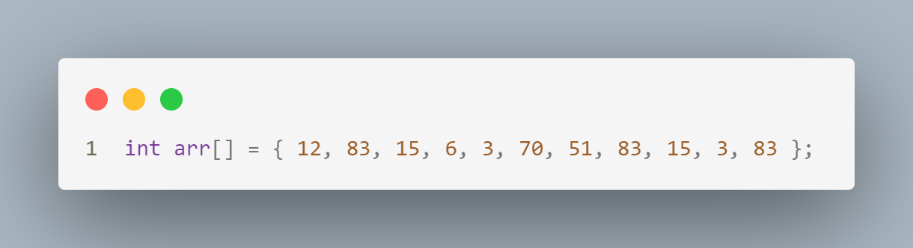 1 int arr[] = { 12, 83, 15, 6, 3, 70, 51, 83, 15, 3, 83 };